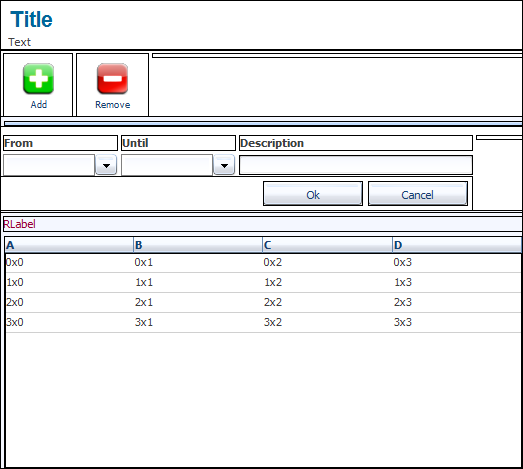 Title
Text
Add Remove
From Until Description
Ok Cancel
RLabel
A B C D
0x0 0x1 0x2 0x3
1x0 1x1 1x2 1x3
2x0 2x1 2x2 2x3
3x0 3x1 3x2 3x3